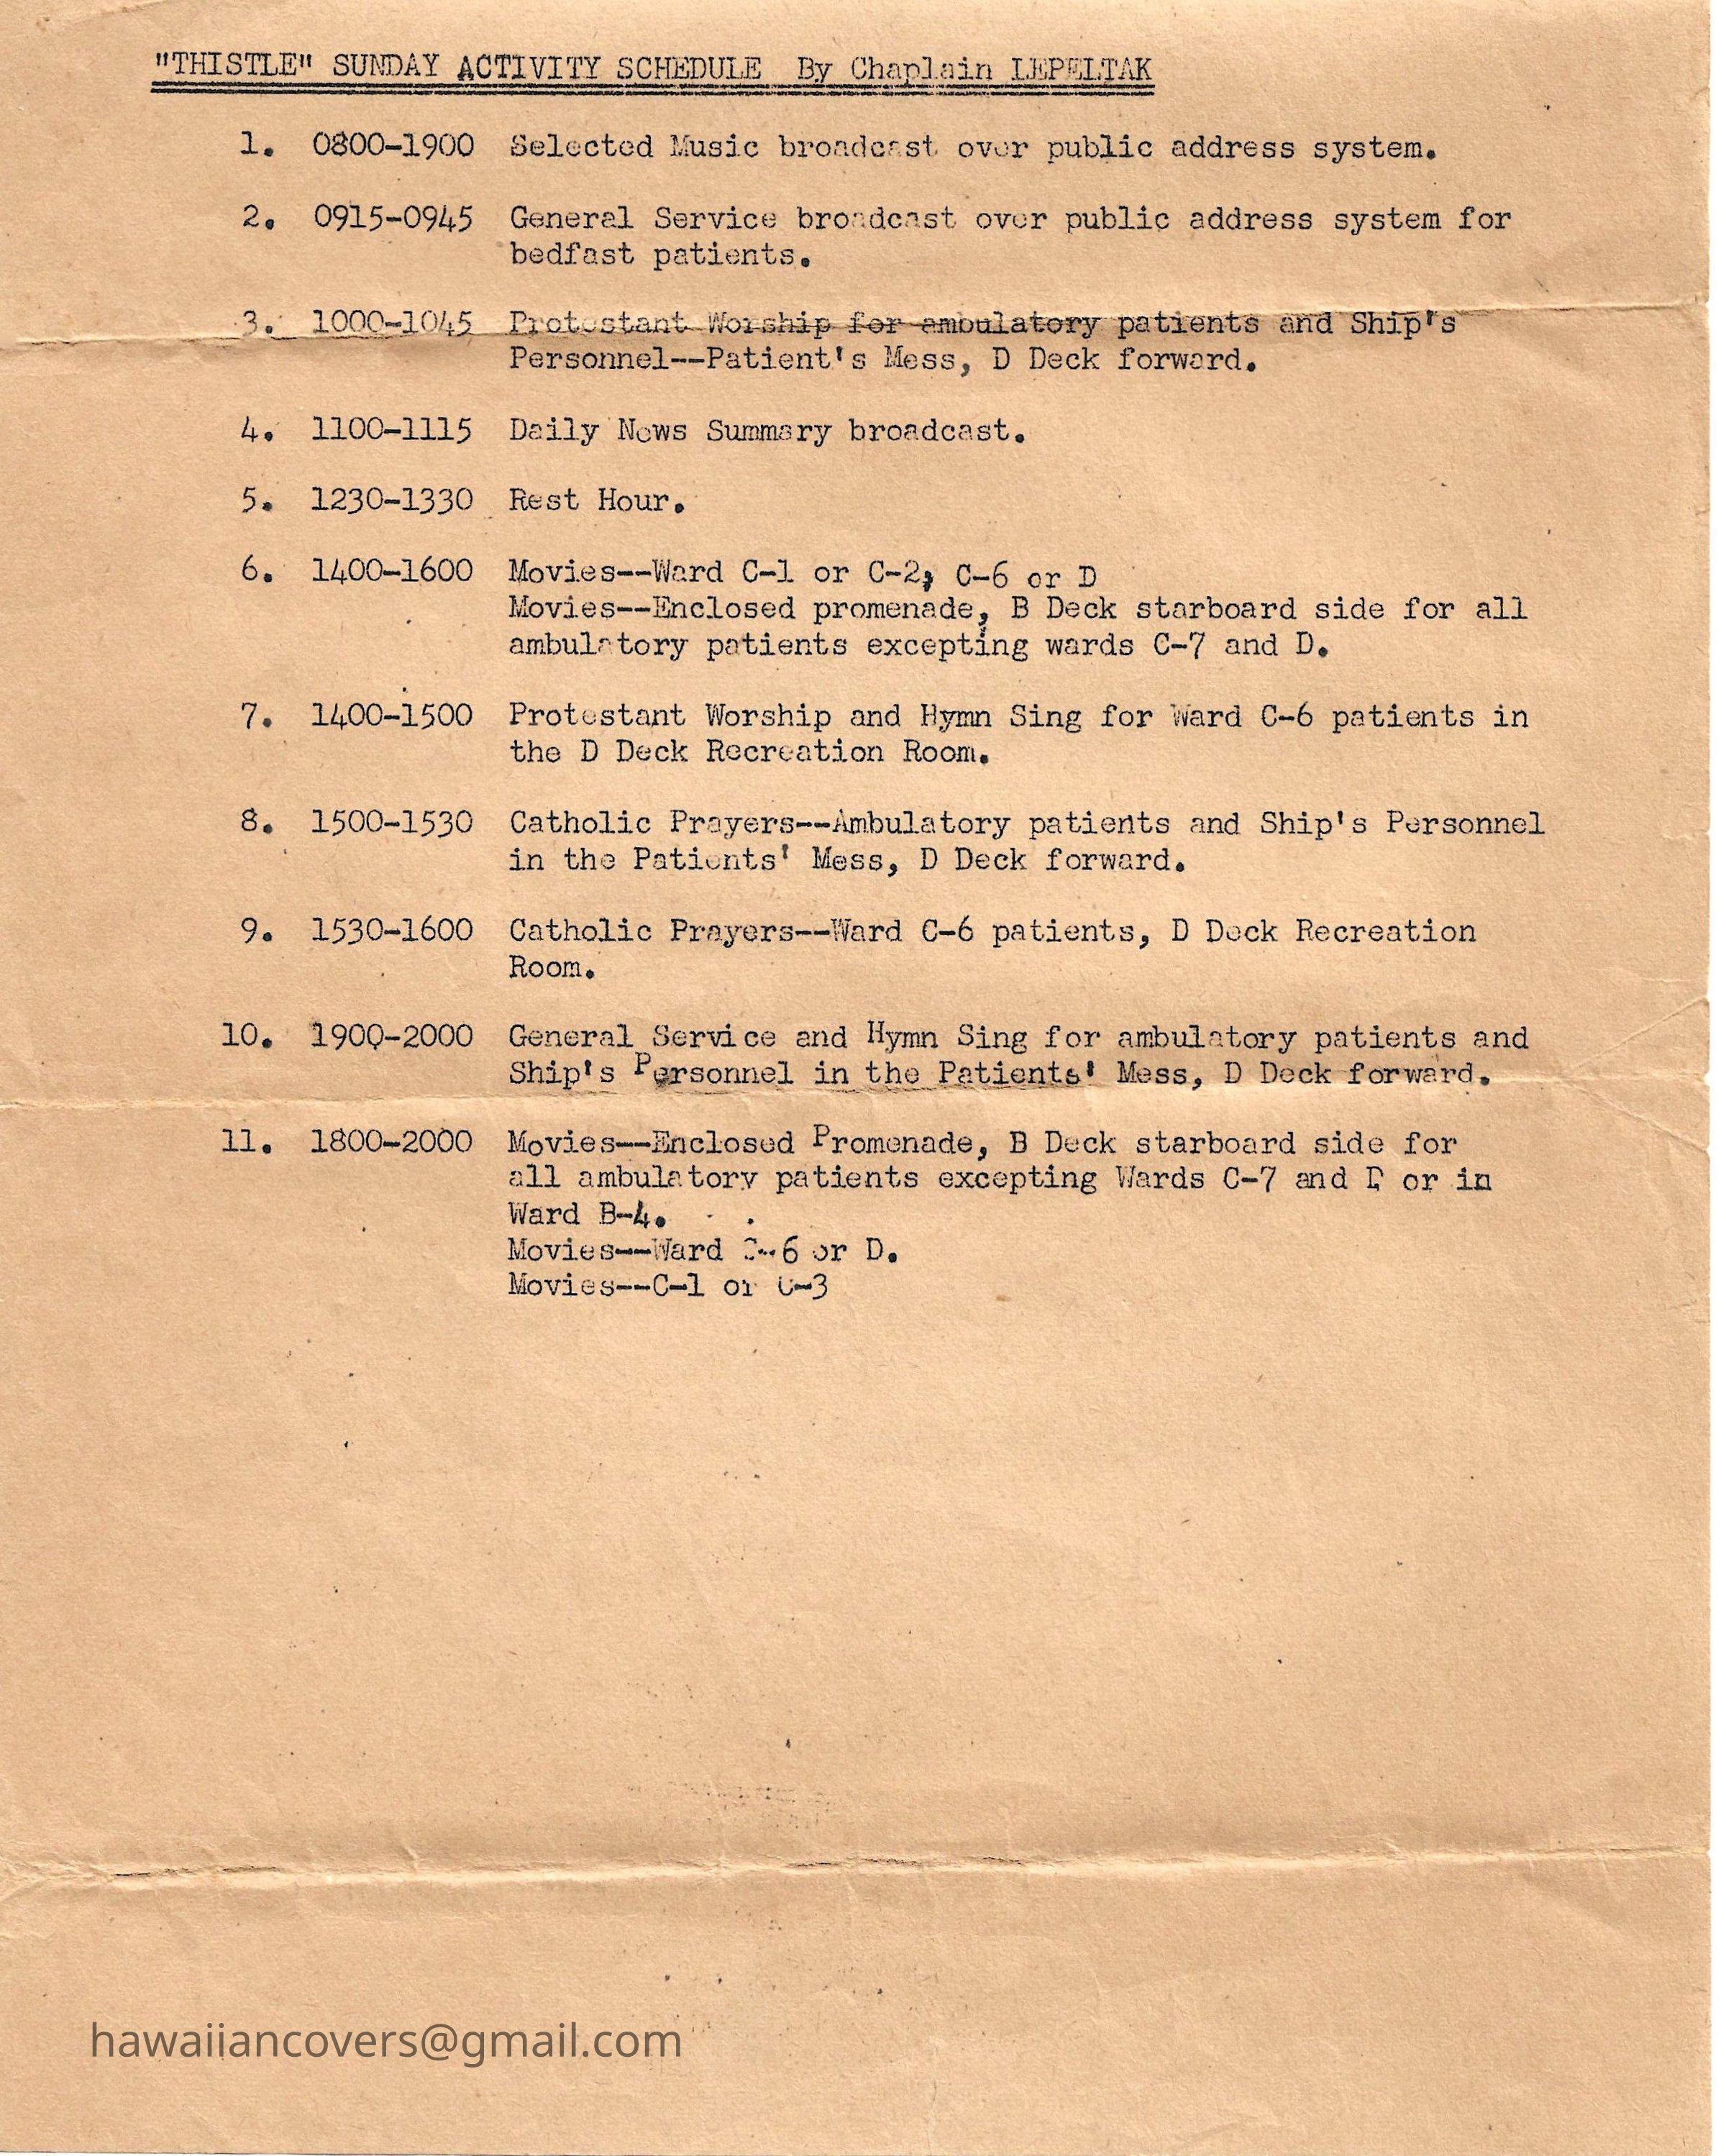 "THISTLE" SUNDAY ACTIVITY SCHEDULE By Chaplain LEPELTAK
1. 0800-1900 Selected Music broadcast over public address system.
2. 0915-0945 General Service broadcast over public address system for
bedfast patients.
3. 1000-1045 Protestant Worship for ambulatory patients and Ship's
Personnel--Patient's Mess, D Deck forward.
4. 1100-1115 Daily News Summary broadcast.
5. 1230-1330 Rest Hour.
6. 1400-1600 Movies--Ward C-1 or C-2, C-6 or D
Movies--Enclosed promenade, B Deck starboard side for all
ambulatory patients excepting wards C-7 and D.
7. 1400-1500 Protestant Worship and Hymn Sing for Ward C-6 patients in
the D Deck Recreation Room.
8. 1500-1530 Catholic Prayers--Ambulatory patients and Ship's Personnel
in the Patients' Mess, D Deck forward.
9. 1530-1600 Catholic Prayers--Ward C-6 patients, D Deck Recreation
Room.
10. 1900-2000 General Service and Hymn Sing for ambulatory patients and
Ship's Personnel in the Patients' Mess, D Deck forward.
11. 1800-2000 Movies--Enclosed Promenade, B Deck starboard side for
all ambulatory patients excepting Wards C-7 and D or in
Ward B-4.
Movies--Ward C-6 or D.
Movies--C-1 or C-3
hawaiiancovers@gmail.com